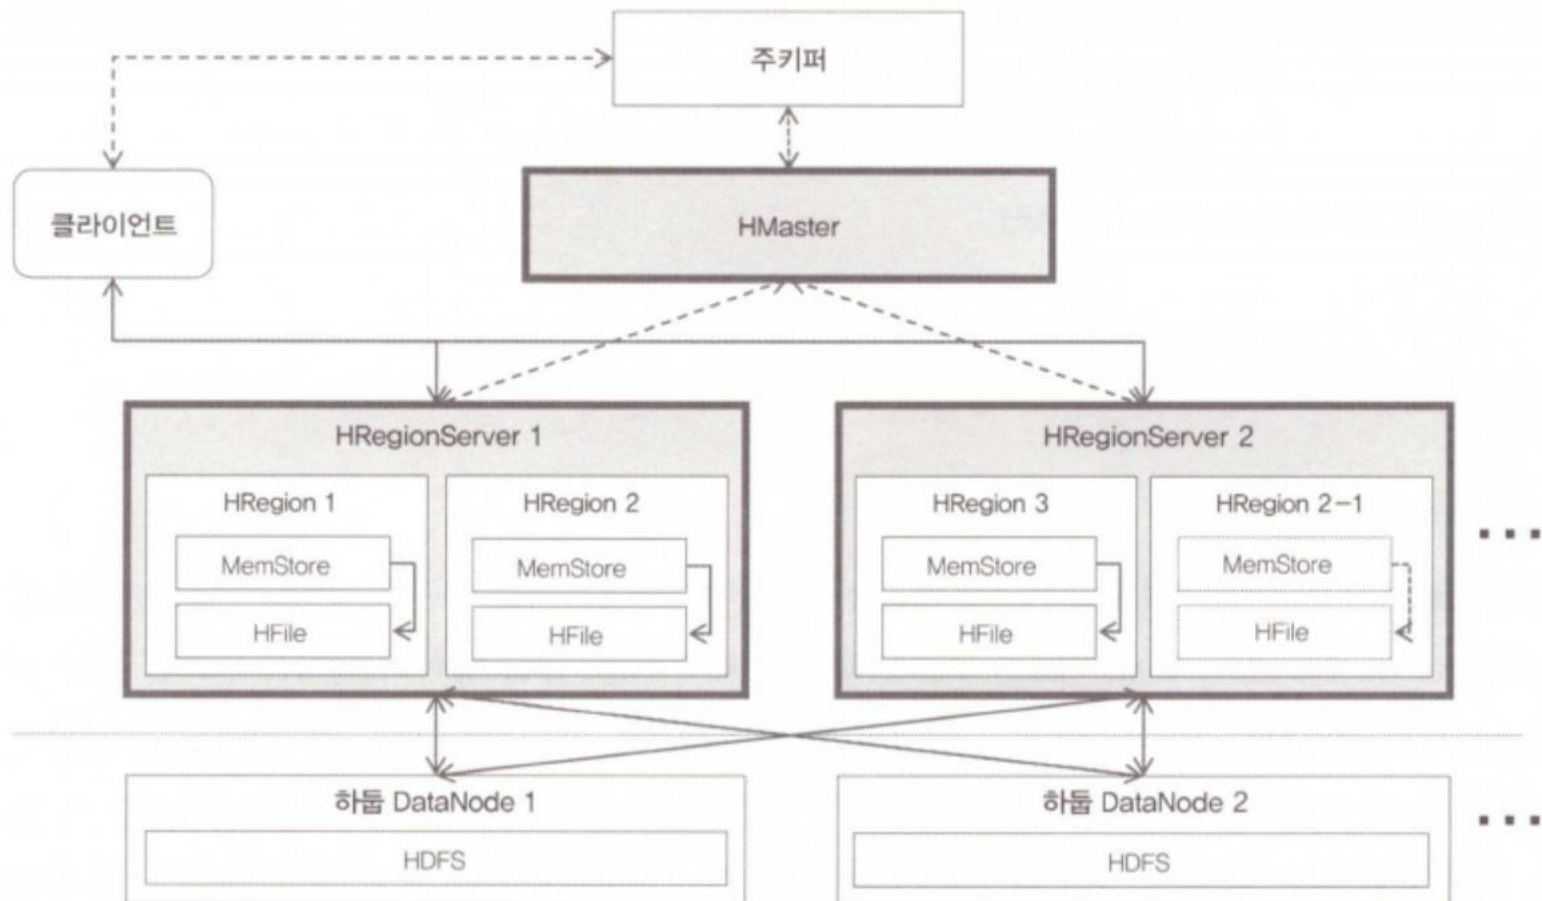 주키퍼
클라이언트
HMaster
HRegionServer 1
HRegion 1
MemStore
HFile
HRegion 2
MemStore
HFile
HRegionServer 2
HRegion 3
MemStore
HFile
HRegion 2-1
MemStore
HFile
하둡 DataNode 1
HDFS
하둡 DataNode 2
HDFS